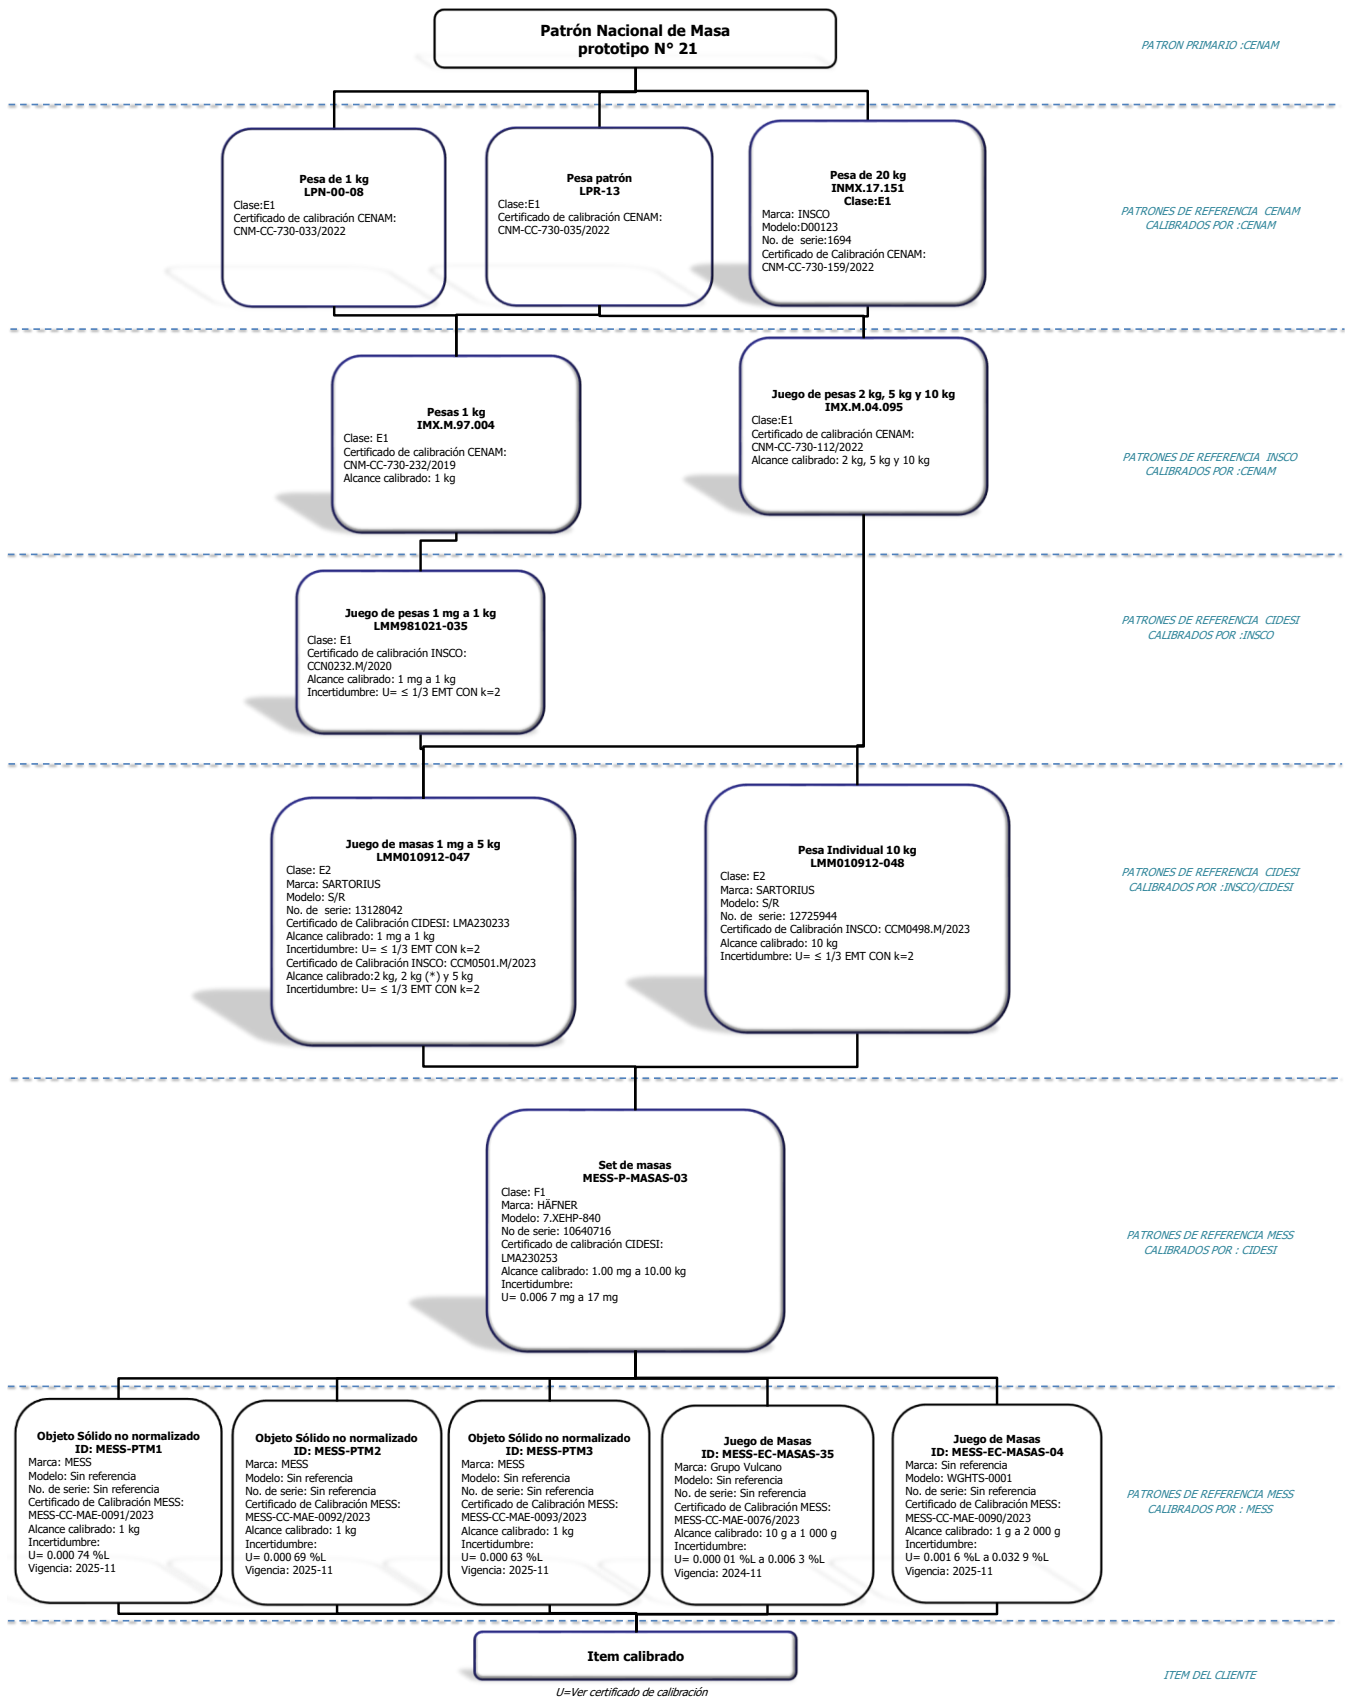 Patrón Nacional de Masa
prototipo N° 21
PATRON PRIMARIO :CENAM
Pesa de 1 kg
LPN-00-08
Clase:E1
Certificado de calibración CENAM:
CNM-CC-730-033/2022
Pesa patrón
LPR-13
Clase:E1
Certificado de calibración CENAM:
CNM-CC-730-035/2022
Pesa de 20 kg
INMX.17.151
Clase:E1
Marca: INSCO
Modelo:D00123
No. de  serie:1694
Certificado de Calibración CENAM:
CNM-CC-730-159/2022
PATRONES DE REFERENCIA  CENAM
CALIBRADOS POR :CENAM
Pesas 1 kg
IMX.M.97.004
Clase: E1
Certificado de calibración CENAM:
CNM-CC-730-232/2019
Alcance calibrado: 1 kg
Juego de pesas 2 kg, 5 kg y 10 kg
IMX.M.04.095
Clase:E1
Certificado de calibración CENAM:
CNM-CC-730-112/2022
Alcance calibrado: 2 kg, 5 kg y 10 kg
PATRONES DE REFERENCIA  INSCO
CALIBRADOS POR :CENAM
Juego de pesas 1 mg a 1 kg
LMM981021-035
Clase: E1
Certificado de calibración INSCO:
CCN0232.M/2020
Alcance calibrado: 1 mg a 1 kg
Incertidumbre: U= ≤ 1/3 EMT CON k=2
PATRONES DE REFERENCIA  CIDESI
CALIBRADOS POR :INSCO
Juego de masas 1 mg a 5 kg
LMM010912-047
Clase: E2
Marca: SARTORIUS
Modelo: S/R
No. de  serie: 13128042
Certificado de Calibración CIDESI: LMA230233
Alcance calibrado: 1 mg a 1 kg
Incertidumbre: U= ≤ 1/3 EMT CON k=2
Certificado de Calibración INSCO: CCM0501.M/2023
Alcance calibrado:2 kg, 2 kg (*) y 5 kg
Incertidumbre: U= ≤ 1/3 EMT CON k=2
Pesa Individual 10 kg
LMM010912-048
Clase: E2
Marca: SARTORIUS
Modelo: S/R
No. de  serie: 12725944
Certificado de Calibración INSCO: CCM0498.M/2023
Alcance calibrado: 10 kg
Incertidumbre: U= ≤ 1/3 EMT CON k=2
PATRONES DE REFERENCIA  CIDESI
CALIBRADOS POR :INSCO/CIDESI
Set de masas
MESS-P-MASAS-03
Clase: F1
Marca: HÄFNER
Modelo: 7.XEHP-840
No de serie: 10640716
Certificado de calibración CIDESI:
LMA230253
Alcance calibrado: 1.00 mg a 10.00 kg
Incertidumbre:
U= 0.006 7 mg a 17 mg
PATRONES DE REFERENCIA MESS
CALIBRADOS POR : CIDESI
Objeto Sólido no normalizado
ID: MESS-PTM1
Marca: MESS
Modelo: Sin referencia
No. de serie: Sin referencia
Certificado de Calibración MESS:
MESS-CC-MAE-0091/2023
Alcance calibrado: 1 kg
Incertidumbre:
U= 0.000 74 %L
Vigencia: 2025-11
Objeto Sólido no normalizado
ID: MESS-PTM2
Marca: MESS
Modelo: Sin referencia
No. de serie: Sin referencia
Certificado de Calibración MESS:
MESS-CC-MAE-0092/2023
Alcance calibrado: 1 kg
Incertidumbre:
U= 0.000 69 %L
Vigencia: 2025-11
Objeto Sólido no normalizado
ID: MESS-PTM3
Marca: MESS
Modelo: Sin referencia
No. de serie: Sin referencia
Certificado de Calibración MESS:
MESS-CC-MAE-0093/2023
Alcance calibrado: 1 kg
Incertidumbre:
U= 0.000 63 %L
Vigencia: 2025-11
Juego de Masas
ID: MESS-EC-MASAS-35
Marca: Grupo Vulcano
Modelo: Sin referencia
No. de serie: Sin referencia
Certificado de Calibración MESS:
MESS-CC-MAE-0076/2023
Alcance calibrado: 10 g a 1 000 g
Incertidumbre:
U= 0.000 01 %L a 0.006 3 %L
Vigencia: 2024-11
Juego de Masas
ID: MESS-EC-MASAS-04
Marca: Sin referencia
Modelo: WGHTS-0001
No. de serie: Sin referencia
Certificado de Calibración MESS:
MESS-CC-MAE-0090/2023
Alcance calibrado: 1 g a 2 000 g
Incertidumbre:
U= 0.001 6 %L a 0.032 9 %L
Vigencia: 2025-11
PATRONES DE REFERENCIA MESS
CALIBRADOS POR : MESS
Item calibrado
ITEM DEL CLIENTE
U=Ver certificado de calibración